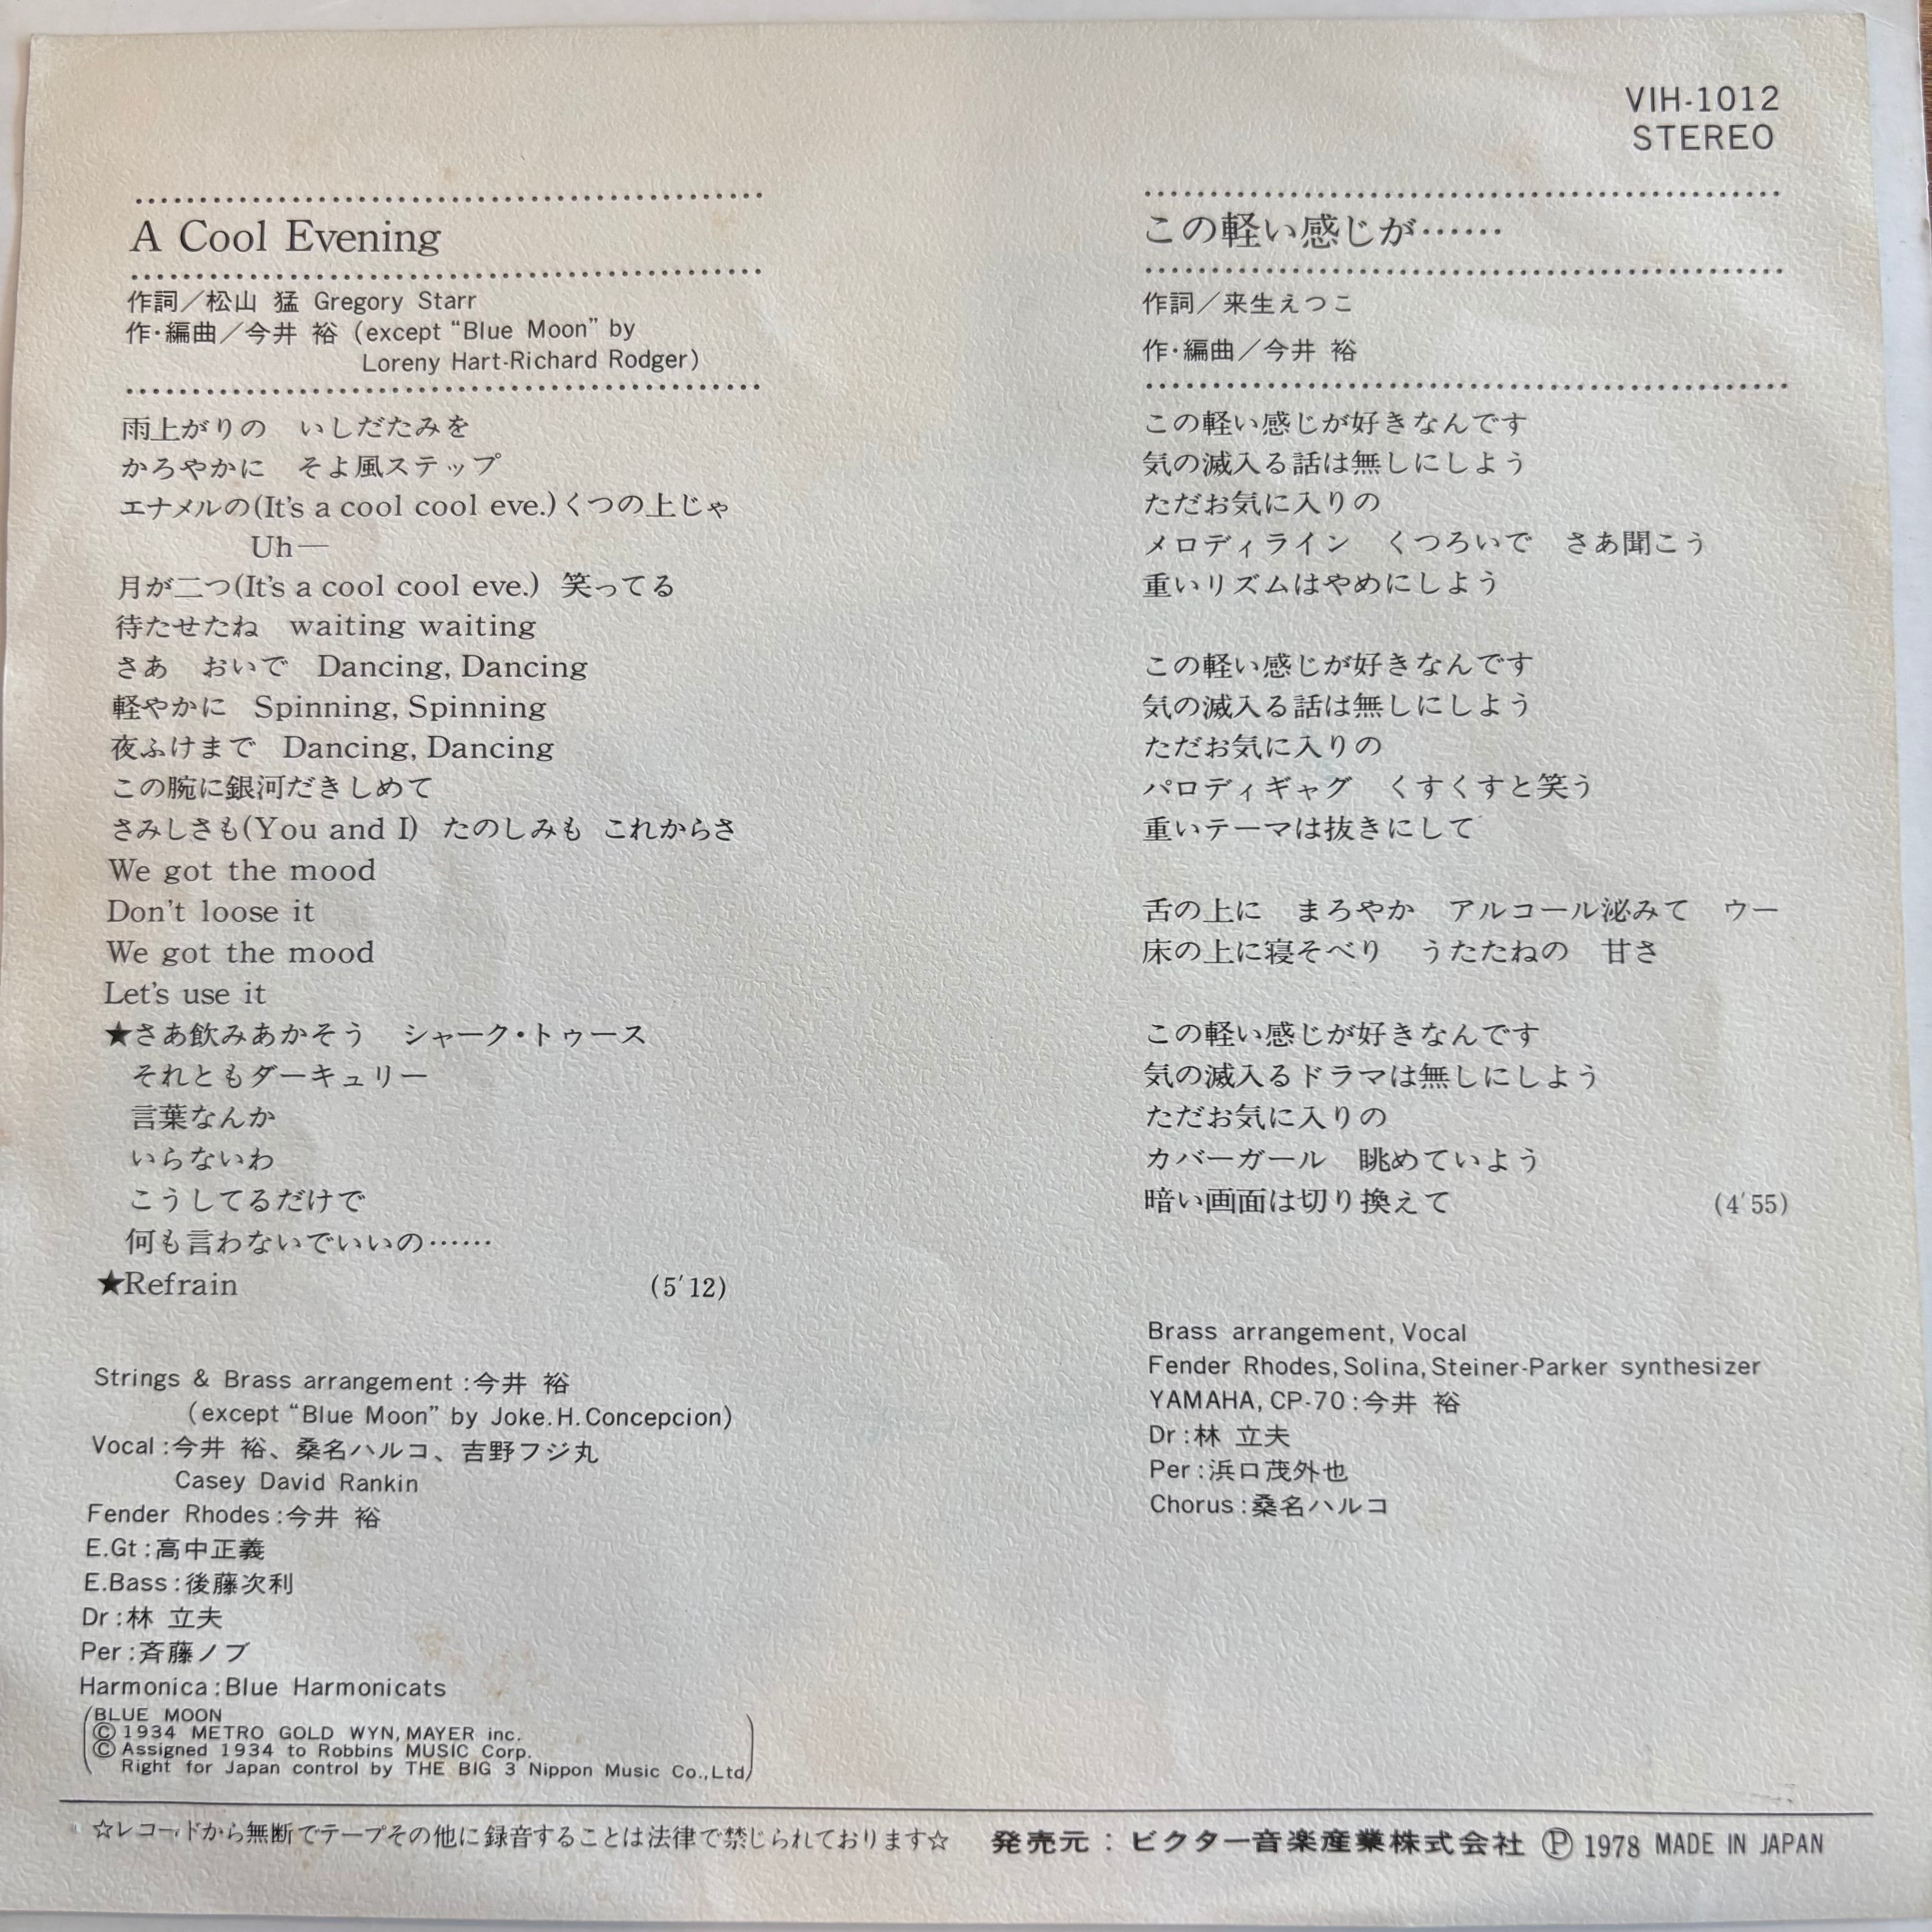 VIH-1012
STEREO
A Cool Evening
作詞／松山 猛 Gregory Starr
作・編曲／今井 裕 (except “Blue Moon” by
Loreny Hart-Richard Rodger)
雨上がりの　いしだたみを
かろやかに　そよ風ステップ
エナメルの(It's a cool cool eve.)くつの上じゃ
Uh—
月が二つ(It's a cool cool eve.) 笑ってる
待たせたね　waiting waiting
さあ　おいで　Dancing, Dancing
軽やかに　Spinning, Spinning
夜ふけまで　Dancing, Dancing
この腕に銀河だきしめて
さみしさも(You and I) たのしみも これからさ
We got the mood
Don't loose it
We got the mood
Let's use it
★さあ飲みあかそう　シャーク・トゥース
それともダーキュリー
言葉なんか
いらないわ
こうしてるだけで
何も言わないでいいの……
★Refrain (5′12)
Strings & Brass arrangement :今井 裕
(except “Blue Moon” by Joke.H.Concepcion)
Vocal :今井 裕、桑名ハルコ、吉野フジ丸
Casey David Rankin
Fender Rhodes :今井 裕
E.Gt :高中正義
E.Bass :後藤次利
Dr :林 立夫
Per :斉藤ノブ
Harmonica :Blue Harmonicats
(BLUE MOON
Ⓒ1934 METRO GOLD WYN, MAYER inc.
ⒸAssigned 1934 to Robbins MUSIC Corp.
Right for Japan control by THE BIG 3 Nippon Music Co.,Ltd)
この軽い感じが……
作詞／来生えつこ
作・編曲／今井 裕
この軽い感じが好きなんです
気の滅入る話は無しにしよう
ただお気に入りの
メロディライン　くつろいで　さあ聞こう
重いリズムはやめにしよう
この軽い感じが好きなんです
気の滅入る話は無しにしよう
ただお気に入りの
パロディギャグ　くすくすと笑う
重いテーマは抜きにして
舌の上に　まろやか　アルコール泌みて　ウー
床の上に寝そべり　うたたねの　甘さ
この軽い感じが好きなんです
気の滅入るドラマは無しにしよう
ただお気に入りの
カバーガール　眺めていよう
暗い画面は切り換えて (4′55)
Brass arrangement, Vocal
Fender Rhodes, Solina, Steiner-Parker synthesizer
YAMAHA, CP-70 :今井 裕
Dr :林 立夫
Per :浜口茂外也
Chorus :桑名ハルコ
☆レコードから無断でテープその他に録音することは法律で禁じられております☆　発売元：ビクター音楽産業株式会社 Ⓟ 1978 MADE IN JAPAN